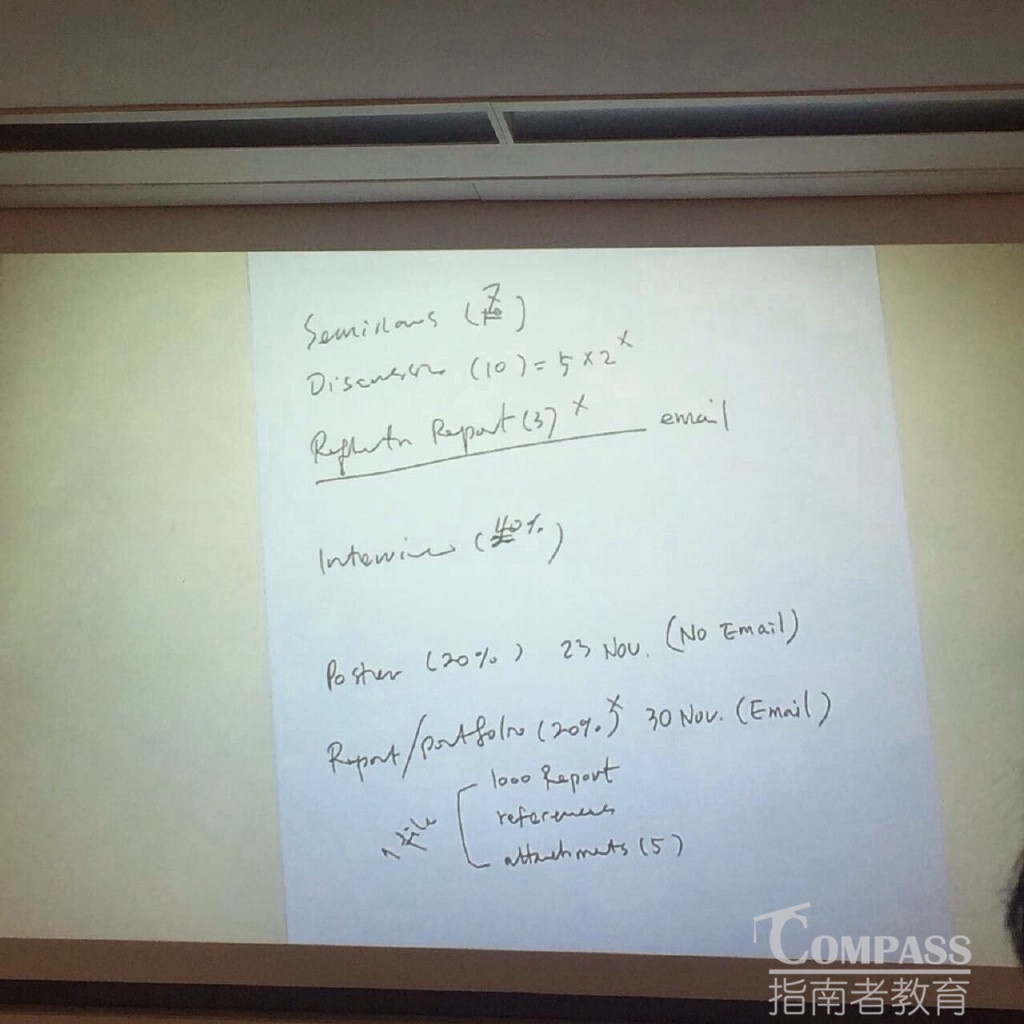 Seminars (7)
Discussion (10) = 5 x 2 x
Reflectn Report (3) x email
Interview (40%)
Poster (20%) 23 Nov. (No Email)
Report/portfolio (20%) x 30 Nov. (Email)
1000 Report
1 file
references
attachments (5)
COMPASS
指南者教育